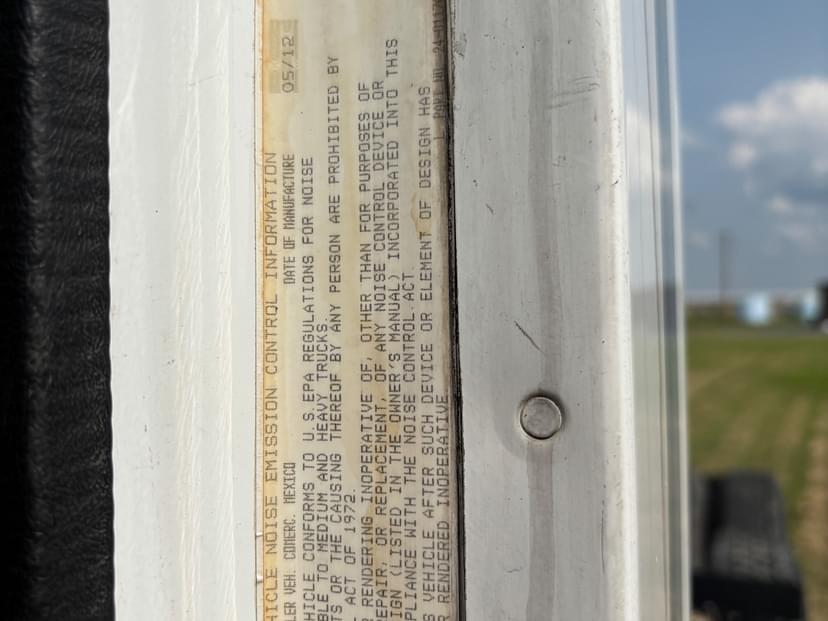 HICLE NOISE EMISSION CONTROL INFORMATION
LER VEH. COMERC. MEXICO DATE OF MANUFACTURE 05/12
HICLE CONFORMS TO U.S.EPA REGULATIONS FOR NOISE
BLE TO MEDIUM AND HEAVY TRUCKS.
TS OR THE CAUSING THEREOF BY ANY PERSON ARE PROHIBITED BY
ACT OF 1972.
RENDERING INOPERATIVE OF, OTHER THAN FOR PURPOSES OF
EPAIR, OR REPLACEMENT, OF ANY NOISE CONTROL DEVICE OR
IGN (LISTED IN THE OWNER'S MANUAL) INCORPORATED INTO THIS
PLIANCE WITH THE NOISE CONTROL ACT.
S VEHICLE AFTER SUCH DEVICE OR ELEMENT OF DESIGN HAS
R RENDERED INOPERATIVE
PART NO.